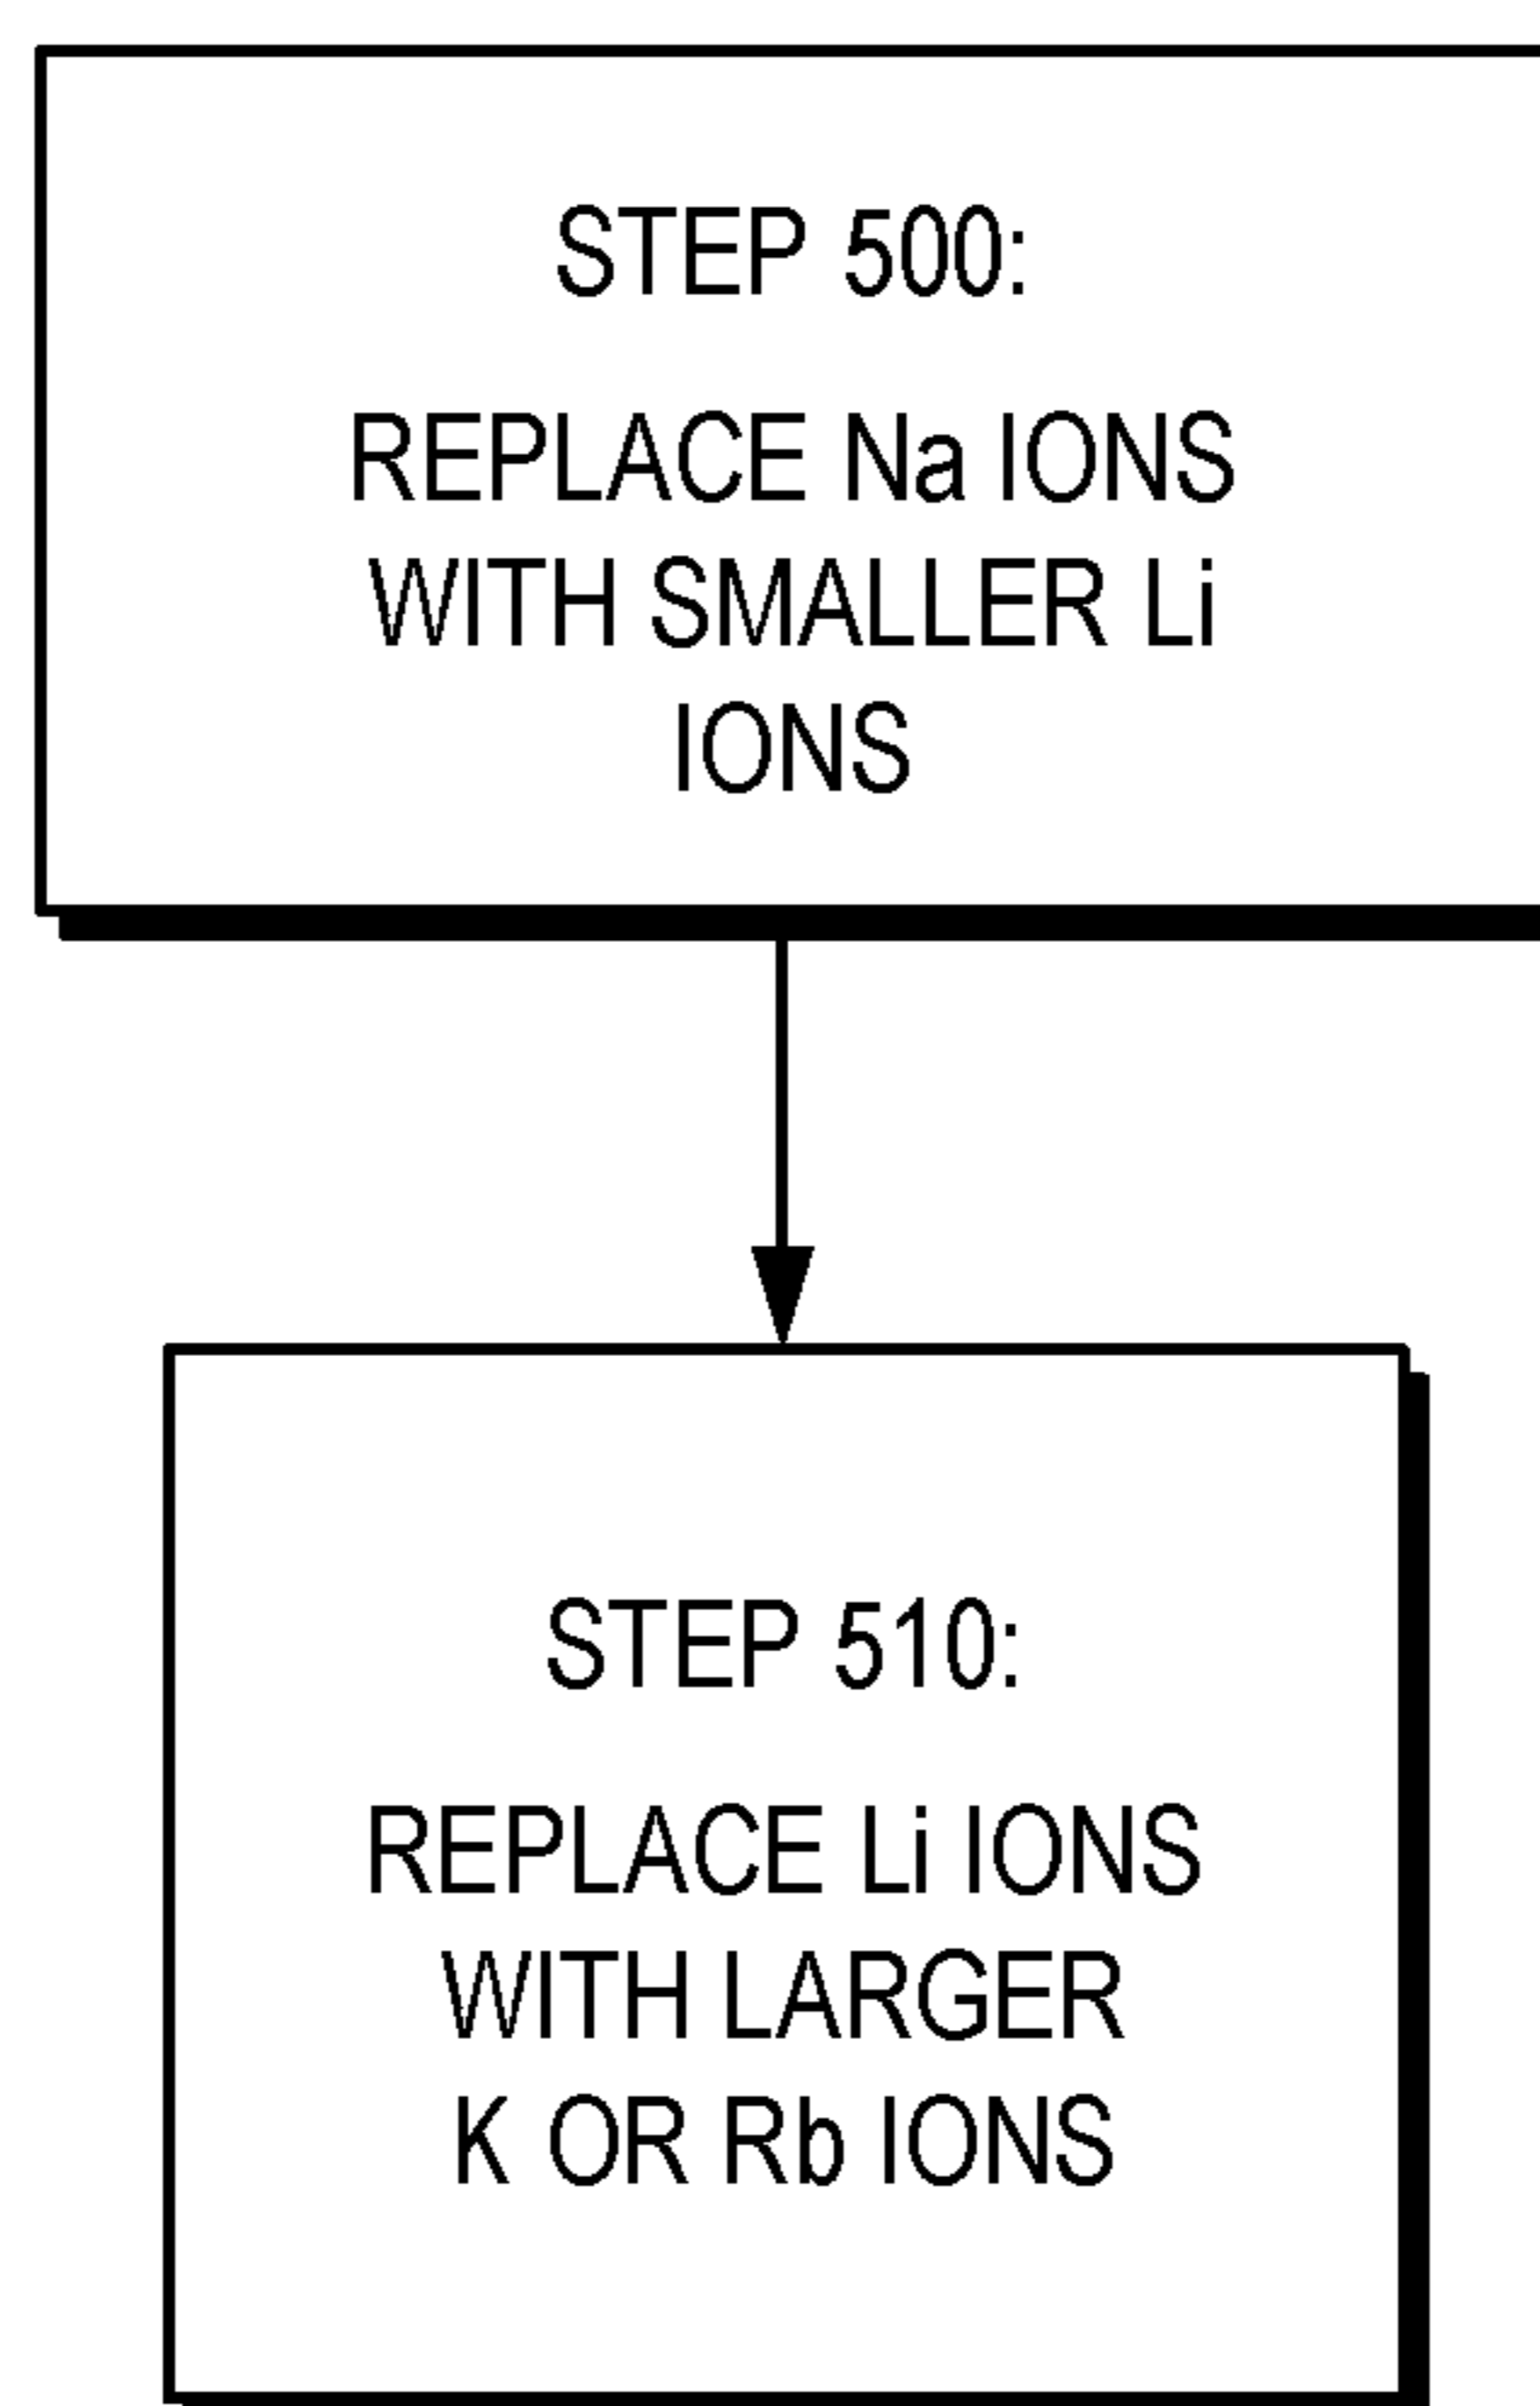 STEP 500:
REPLACE Na IONS
WITH SMALLER Li
IONS
STEP 510:
REPLACE Li IONS
WITH LARGER
K OR Rb IONS